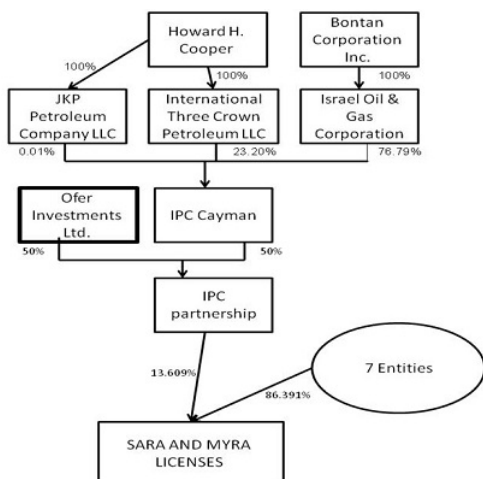 Howard H.
Cooper
Bontan
Corporation
Inc.
100%
100%
100%
JKP
Petroleum
Company LLC
International
Three Crown
Petroleum LLC
Israel Oil &
Gas
Corporation
0.01%
23.20%
76.79%
Ofer
Investments
Ltd.
IPC Cayman
50%
50%
IPC
partnership
13.609%
7 Entities
86.391%
SARA AND MYRA
LICENSES